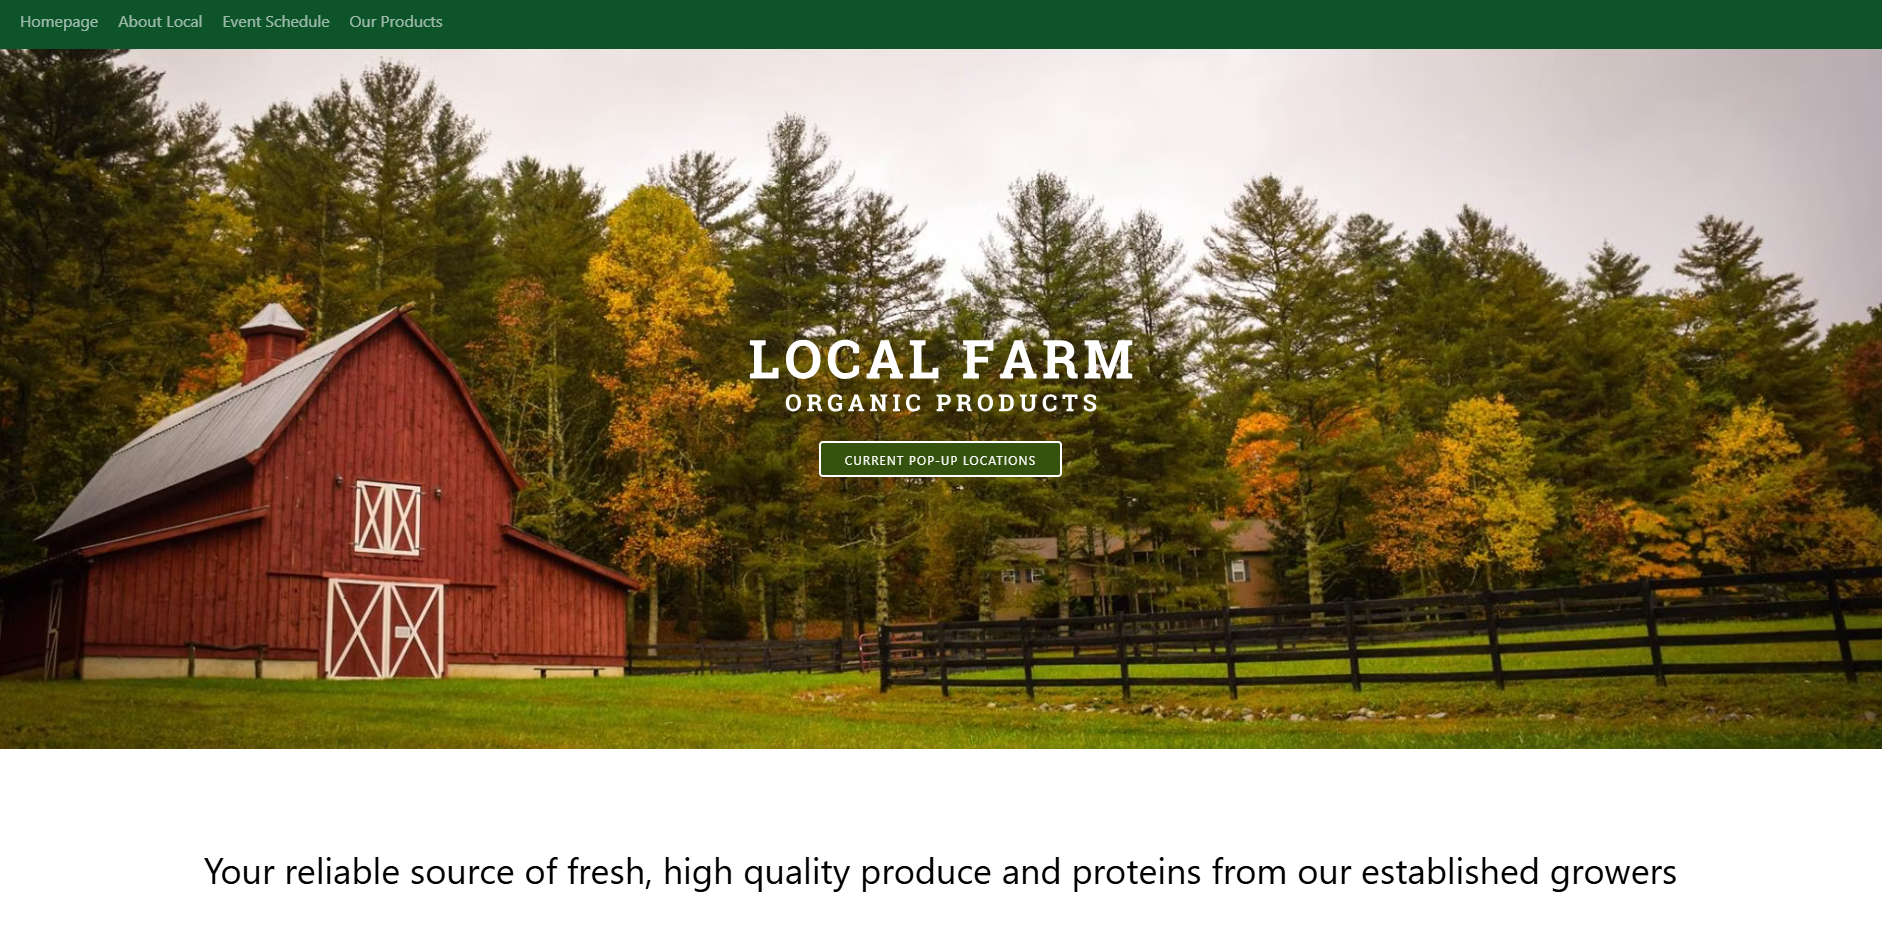 Homepage About Local Event Schedule Our Products
LOCAL FARM
ORGANIC PRODUCTS
CURRENT POP-UP LOCATIONS
Your reliable source of fresh, high quality produce and proteins from our established growers